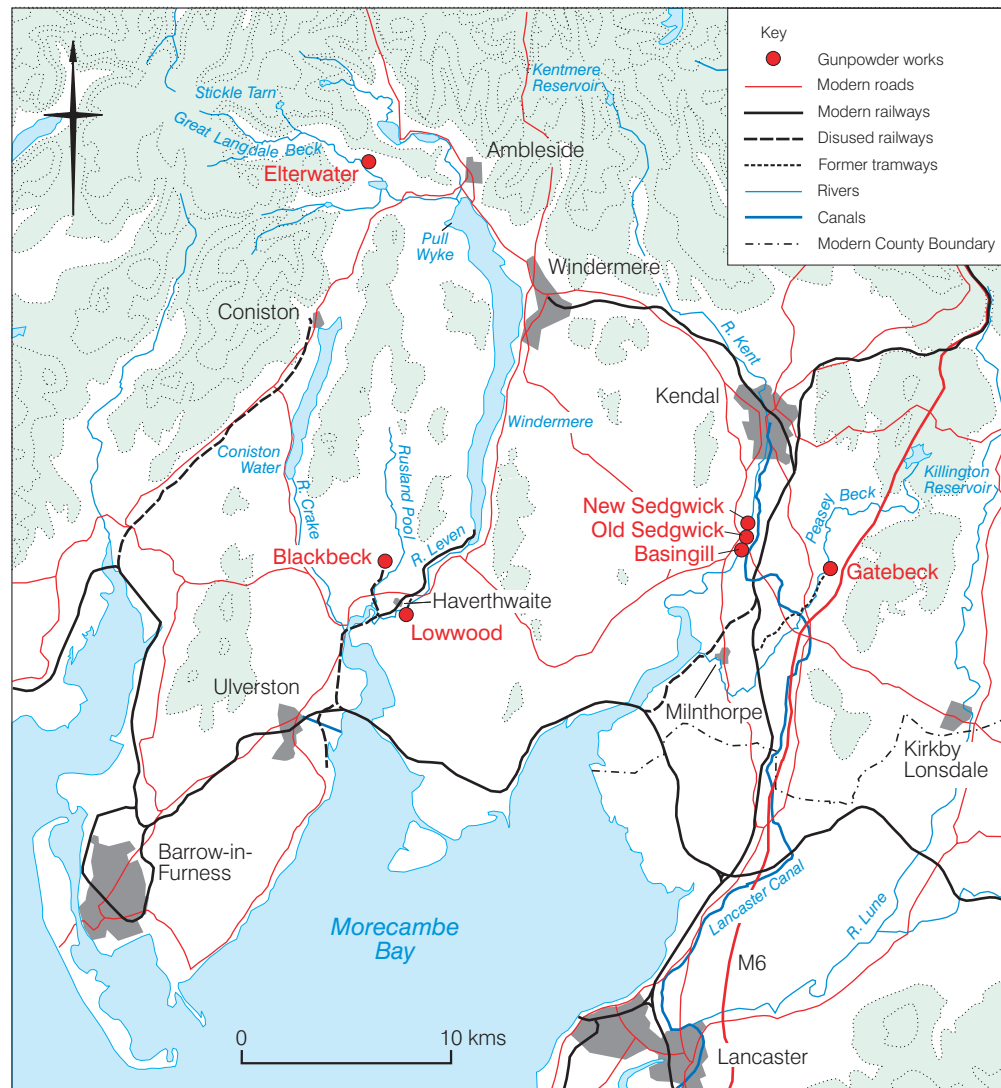 Key
Gunpowder works
Modern roads
Modern railways
Disused railways
Former tramways
Rivers
Canals
Modern County Boundary
Stickle Tarn
Kentmere
Reservoir
Great Langdale Beck
Elterwater
Ambleside
Pull
Wyke
Windermere
Coniston
R. Kent
Kendal
Windermere
Coniston
Water
Rusland Pool
Killington
Reservoir
R. Crake
Peasey Beck
New Sedgwick
Old Sedgwick
Basingill
R. Leven
Blackbeck
Gatebeck
Haverthwaite
Lowwood
Ulverston
Milnthorpe
Kirkby
Lonsdale
Barrow-in-
Furness
Lancaster Canal
R. Lune
Morecambe
Bay
M6
0 10 kms
Lancaster